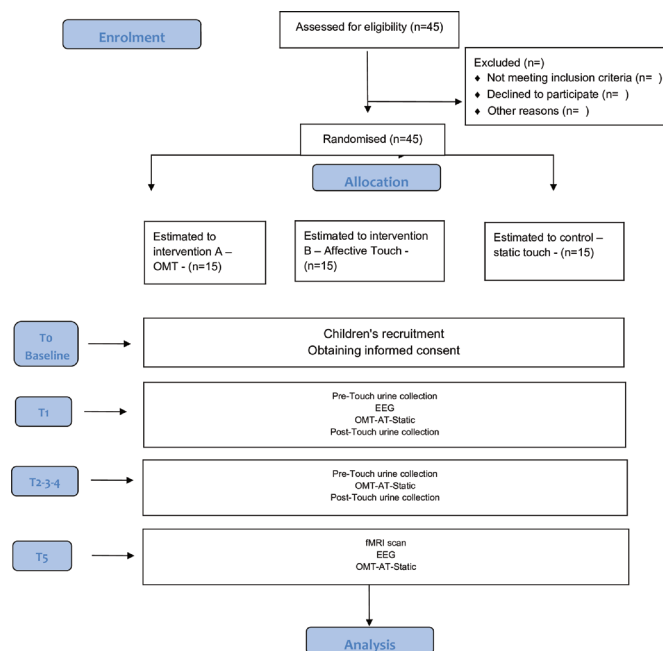 Enrolment
Assessed for eligibility (n=45)
Excluded (n=)
♦ Not meeting inclusion criteria (n= )
♦ Declined to participate (n= )
♦ Other reasons (n= )
Randomised (n=45)
Allocation
Estimated to
intervention A –
OMT - (n=15)
Estimated to intervention
B – Affective Touch -
(n=15)
Estimated to control –
static touch - (n=15)
T0
Baseline
Children's recruitment
Obtaining informed consent
T1
Pre-Touch urine collection
EEG
OMT-AT-Static
Post-Touch urine collection
T2-3-4
Pre-Touch urine collection
OMT-AT-Static
Post-Touch urine collection
T5
fMRI scan
EEG
OMT-AT-Static
Analysis